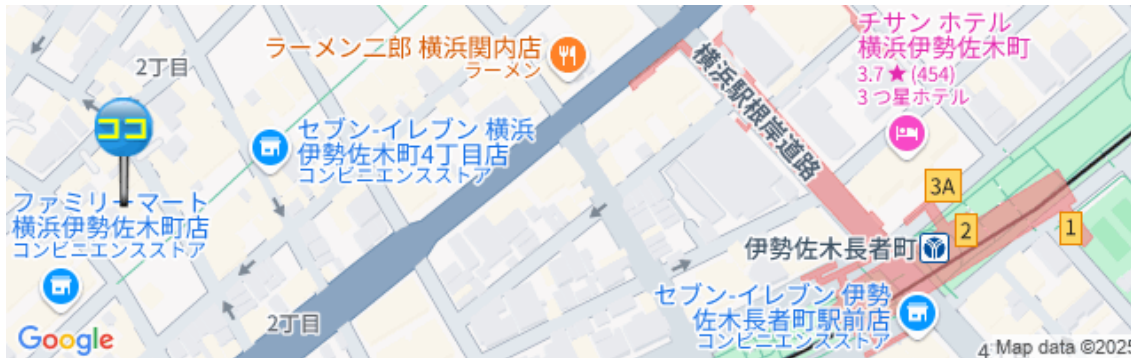 2丁目
ココ
ラーメン二郎 横浜関内店
ラーメン
セブン-イレブン 横浜
伊勢佐木町4丁目店
コンビニエンスストア
ファミリーマート
横浜伊勢佐木町店
コンビニエンスストア
2丁目
横浜駅根岸道路
チサン ホテル
横浜伊勢佐木町
3.7 ★ (454)
3 つ星ホテル
3A
2
1
伊勢佐木長者町
セブン-イレブン 伊勢
佐木長者町駅前店
コンビニエンスストア
4
Google
Map data ©2025